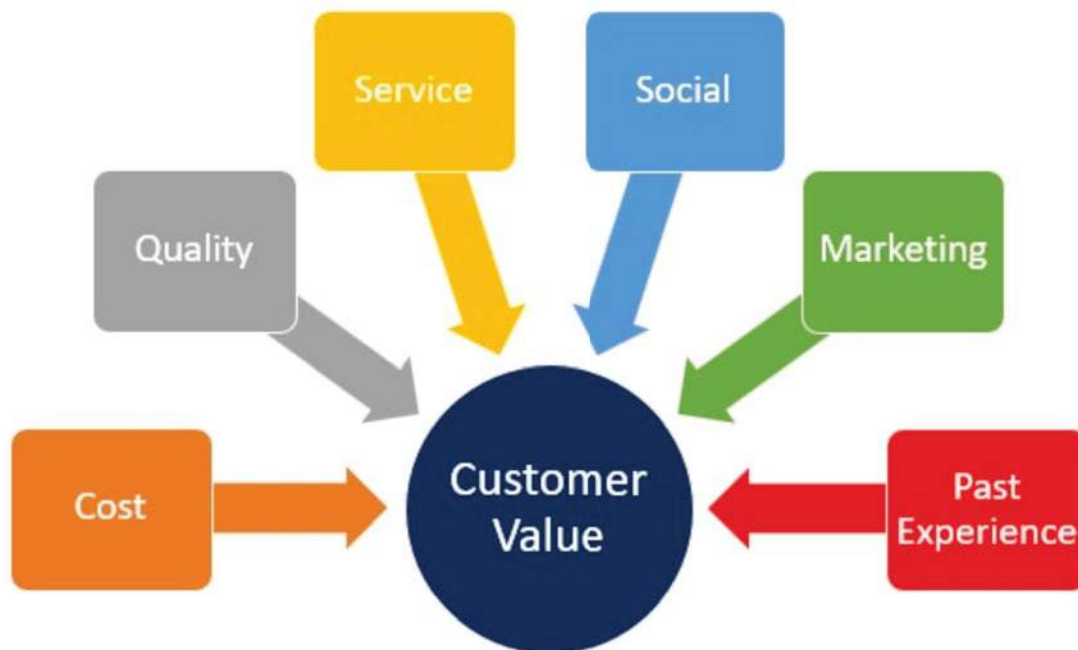 Service
Social
Quality
Marketing
Cost
Customer
Value
Past
Experience